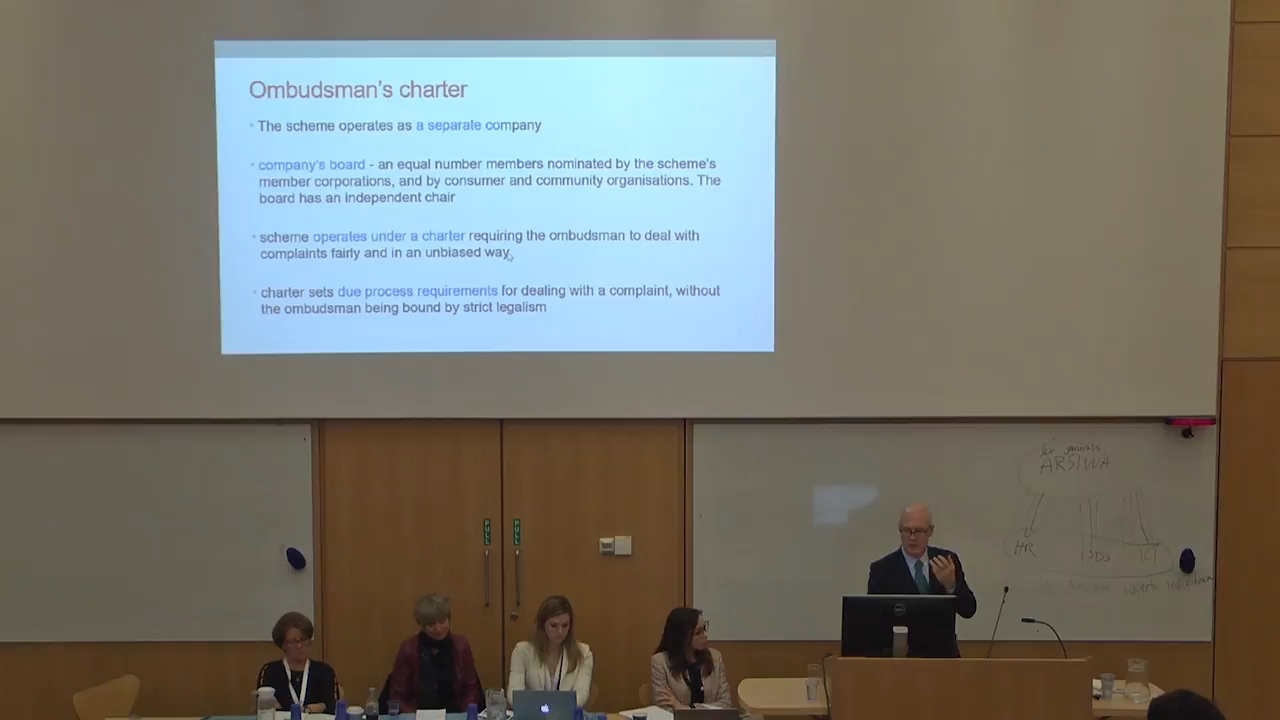 Ombudsman's charter
• The scheme operates as a separate company
• company's board - an equal number members nominated by the scheme's
member corporations, and by consumer and community organisations. The
board has an independent chair
• scheme operates under a charter requiring the ombudsman to deal with
complaints fairly and in an unbiased way
• charter sets due process requirements for dealing with a complaint, without
the ombudsman being bound by strict legalism
ARSIWA
HR
ICJ
PULL
PULL
DELL